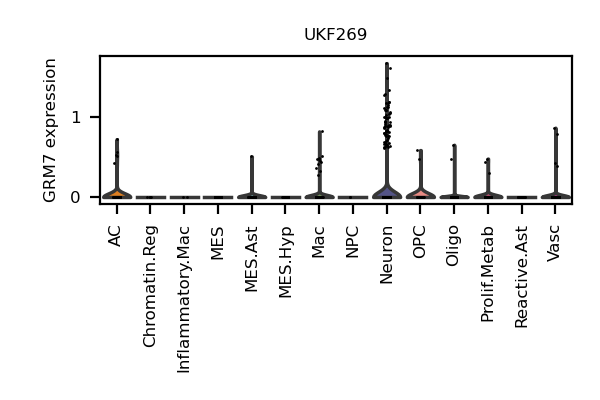 UKF269
GRM7 expression
1
0
AC
Chromatin.Reg
Inflammatory.Mac
MES
MES.Ast
MES.Hyp
Mac
NPC
Neuron
OPC
Oligo
Prolif.Metab
Reactive.Ast
Vasc